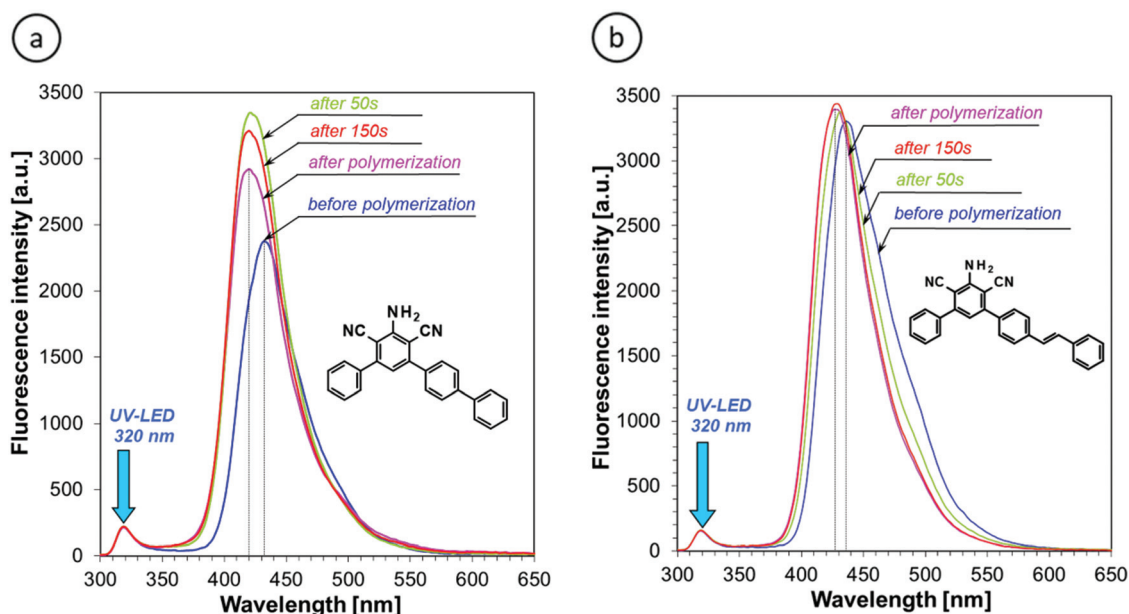 a
Fluorescence intensity [a.u.]
3500
3000
2500
2000
1500
1000
500
0
after 50s
after 150s
after polymerization
before polymerization
NH2
NC
CN
UV-LED
320 nm
300
350
400
450
500
550
600
650
Wavelength [nm]
b
Fluorescence intensity [a.u.]
3500
3000
2500
2000
1500
1000
500
0
after polymerization
after 150s
after 50s
before polymerization
NH2
NC
CN
UV-LED
320 nm
300
350
400
450
500
550
600
650
Wavelength [nm]